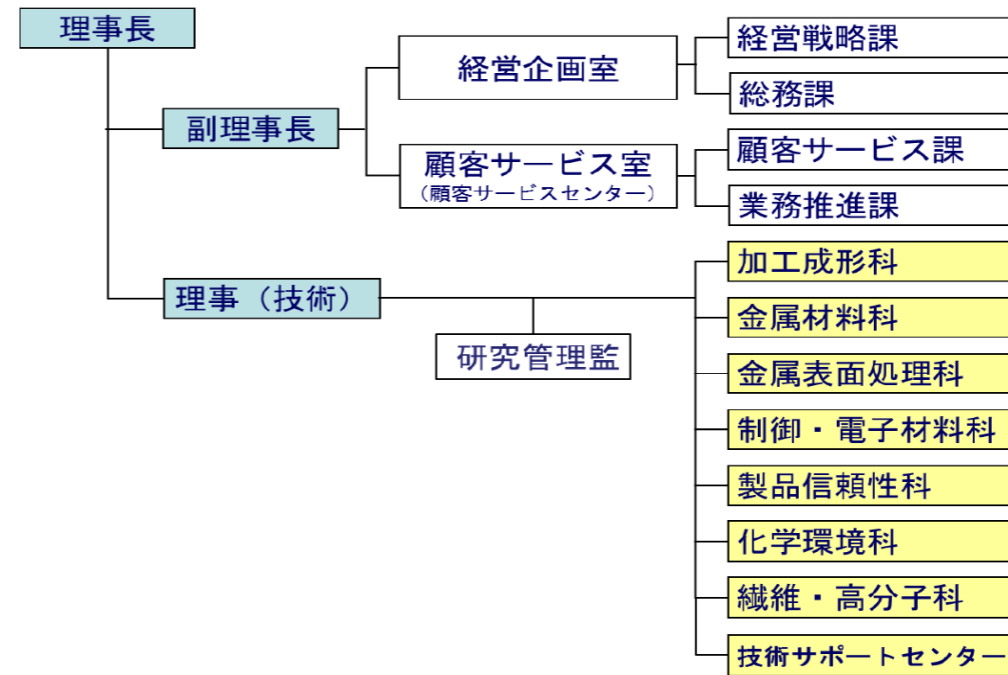 理事長
副理事長
経営企画室
経営戦略課
総務課
顧客サービス室
(顧客サービスセンター)
顧客サービス課
業務推進課
理事（技術）
研究管理監
加工成形科
金属材料科
金属表面処理科
制御・電子材料科
製品信頼性科
化学環境科
繊維・高分子科
技術サポートセンター